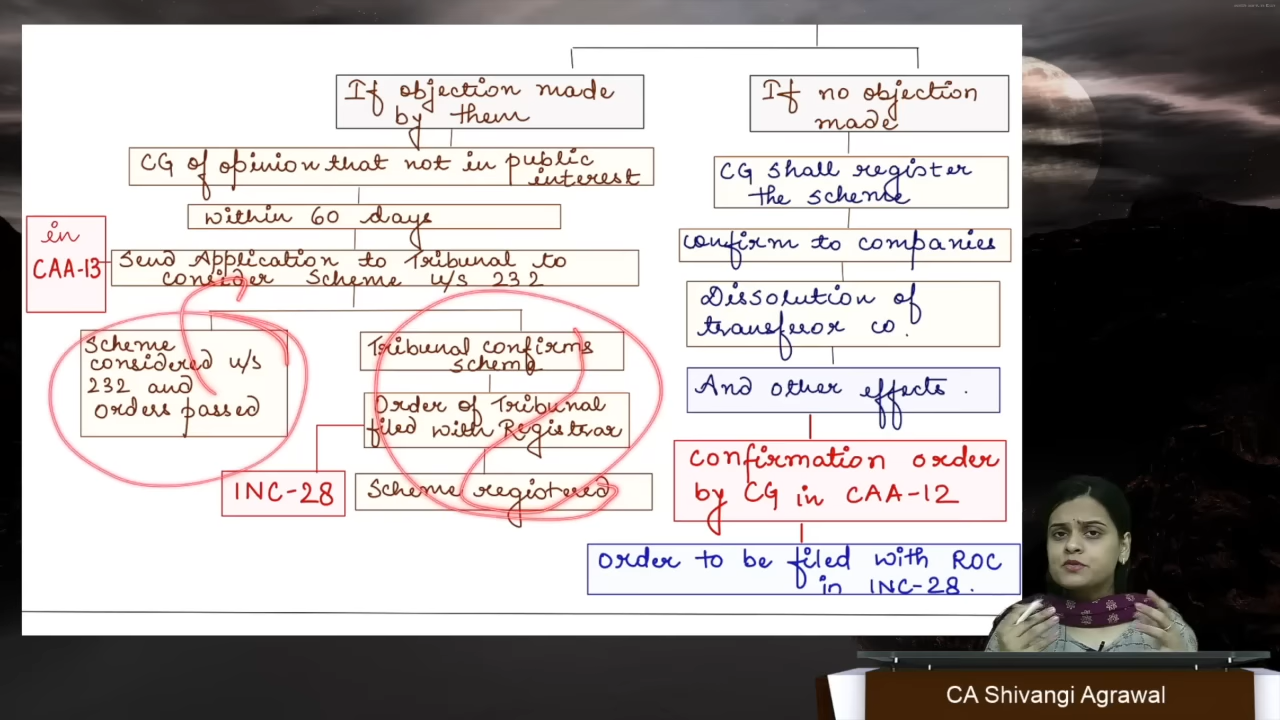 If objection made
by them
CG of opinion that not in public
interest
within 60 days
in
CAA-13
Send Application to Tribunal to
consider Scheme u/s 232
Scheme
considered u/s
232 and
orders passed
Tribunal confirms
scheme
Order of Tribunal
filed with Registrar
INC-28
Scheme registered
If no objection
made
CG shall register
the scheme
confirm to companies
Dissolution of
transferor co.
And other effects.
confirmation order
by CG in CAA-12
order to be filed with ROC
in INC-28.
CA Shivangi Agrawal